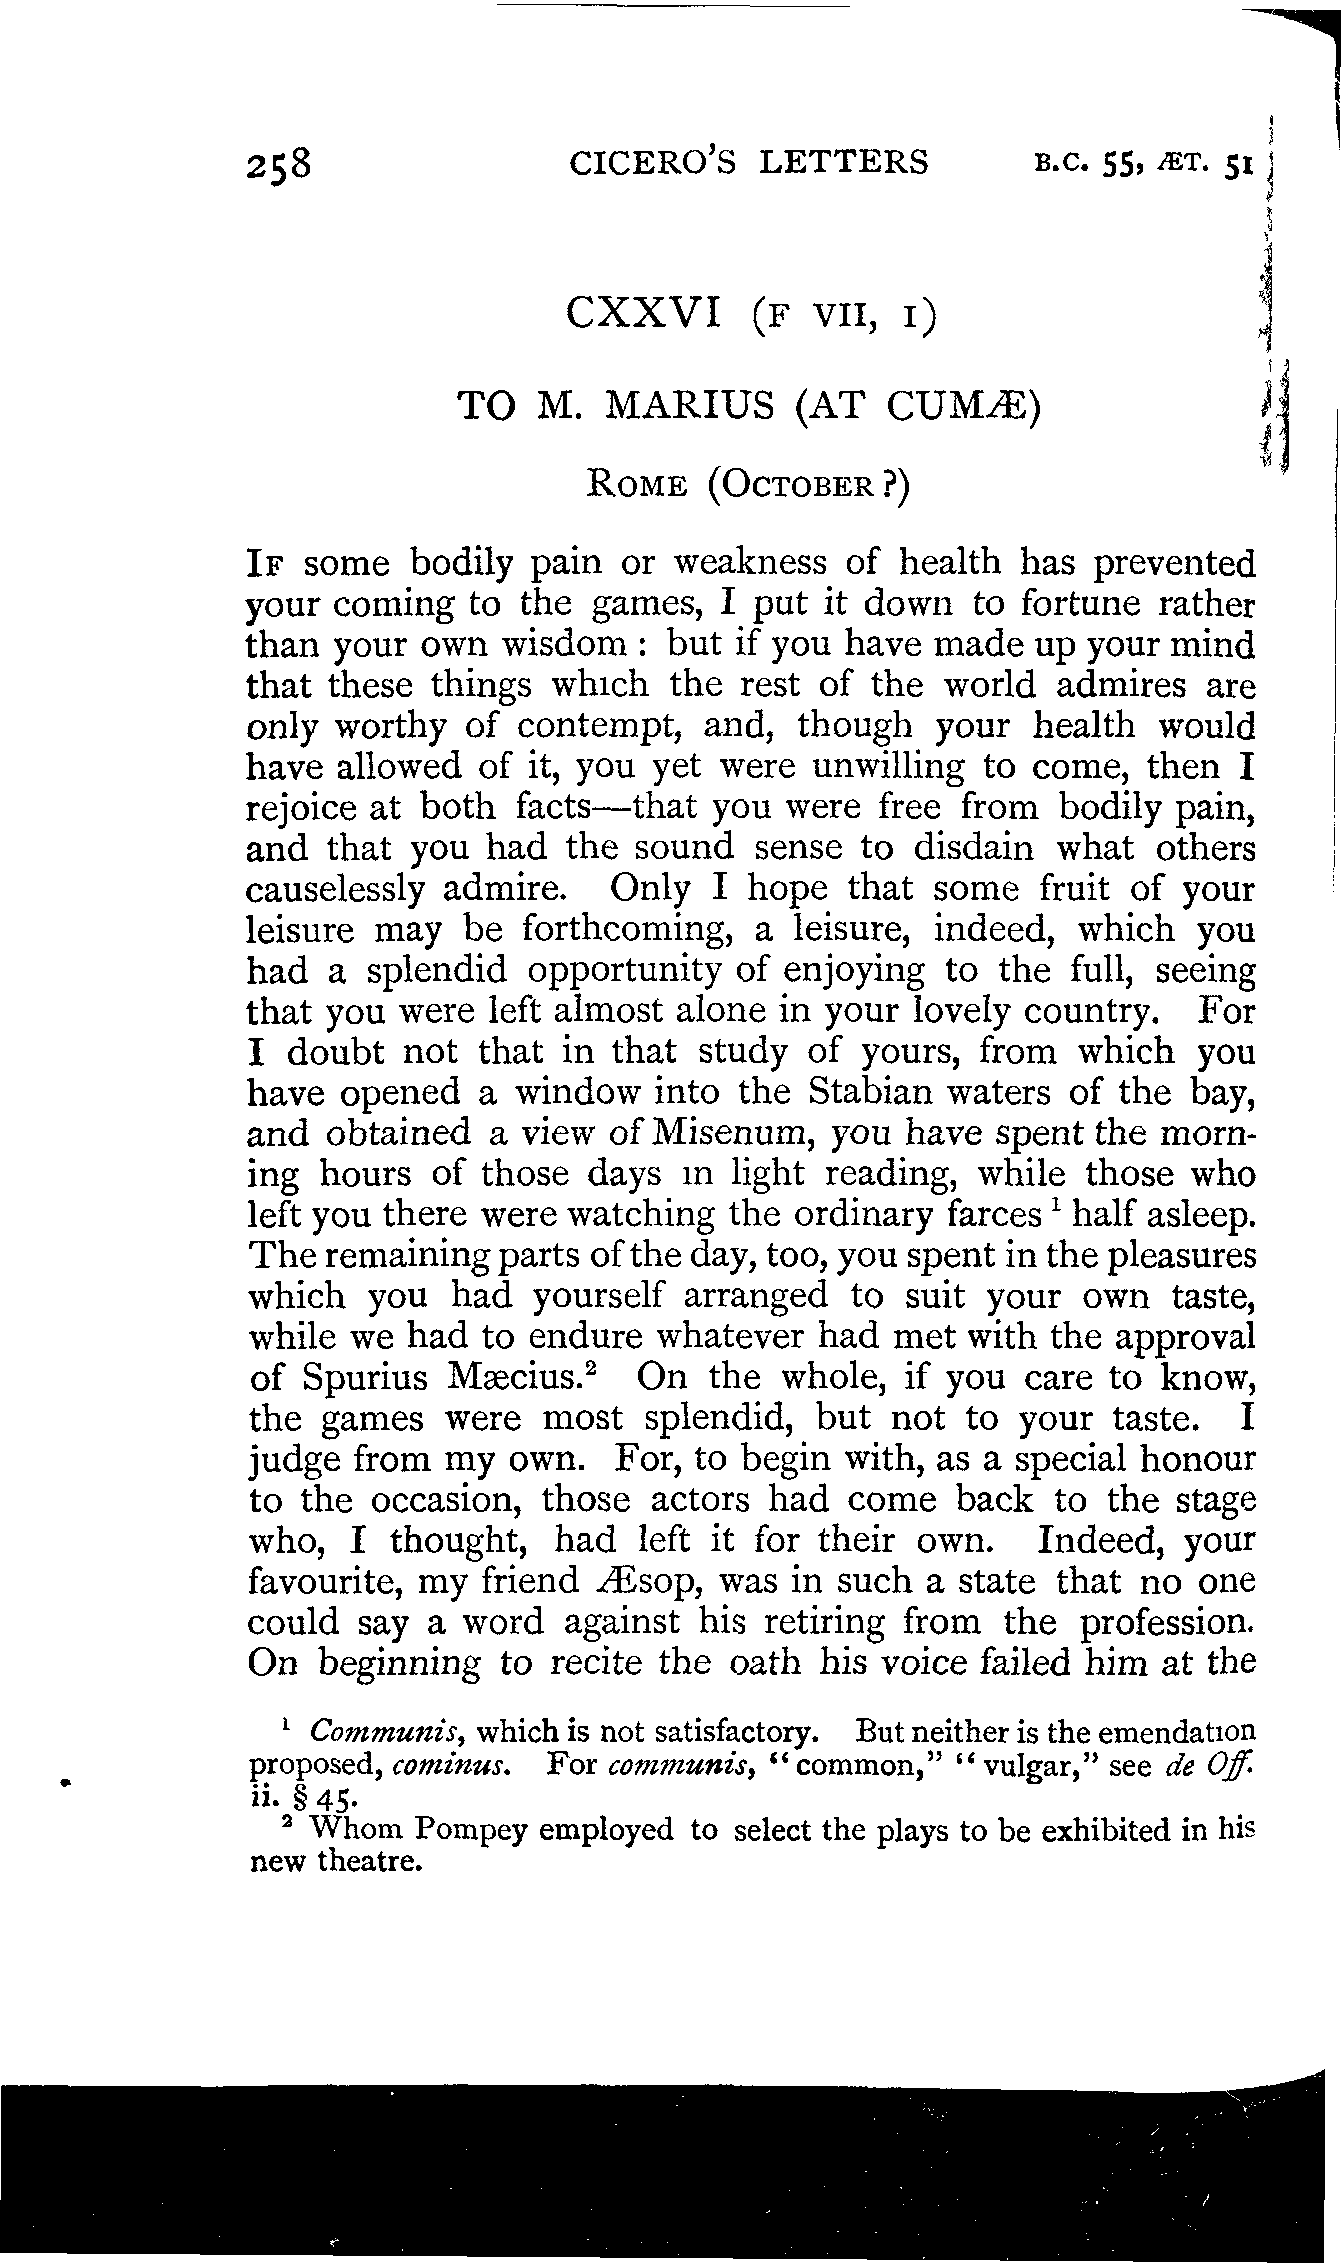 258 CICERO'S LETTERS B.C. 55, ÆT. 51
CXXVI (F VII, 1)
TO M. MARIUS (AT CUMÆ)
ROME (OCTOBER?)
IF some bodily pain or weakness of health has prevented
your coming to the games, I put it down to fortune rather
than your own wisdom : but if you have made up your mind
that these things which the rest of the world admires are
only worthy of contempt, and, though your health would
have allowed of it, you yet were unwilling to come, then I
rejoice at both facts—that you were free from bodily pain,
and that you had the sound sense to disdain what others
causelessly admire. Only I hope that some fruit of your
leisure may be forthcoming, a leisure, indeed, which you
had a splendid opportunity of enjoying to the full, seeing
that you were left almost alone in your lovely country. For
I doubt not that in that study of yours, from which you
have opened a window into the Stabian waters of the bay,
and obtained a view of Misenum, you have spent the morn-
ing hours of those days in light reading, while those who
left you there were watching the ordinary farces ¹ half asleep.
The remaining parts of the day, too, you spent in the pleasures
which you had yourself arranged to suit your own taste,
while we had to endure whatever had met with the approval
of Spurius Mæcius.² On the whole, if you care to know,
the games were most splendid, but not to your taste. I
judge from my own. For, to begin with, as a special honour
to the occasion, those actors had come back to the stage
who, I thought, had left it for their own. Indeed, your
favourite, my friend Æsop, was in such a state that no one
could say a word against his retiring from the profession.
On beginning to recite the oath his voice failed him at the
¹ Communis, which is not satisfactory. But neither is the emendation
proposed, cominus. For communis, "common," "vulgar," see de Off.
ii. § 45.
² Whom Pompey employed to select the plays to be exhibited in his
new theatre.